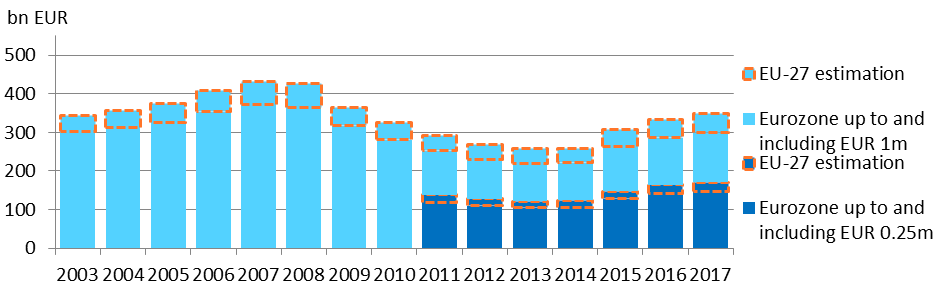 bn EUR
500
400
300
200
100
0
2003 2004 2005 2006 2007 2008 2009 2010 2011 2012 2013 2014 2015 2016 2017
EU-27 estimation
Eurozone up to and
including EUR 1m
EU-27 estimation
Eurozone up to and
including EUR 0.25m